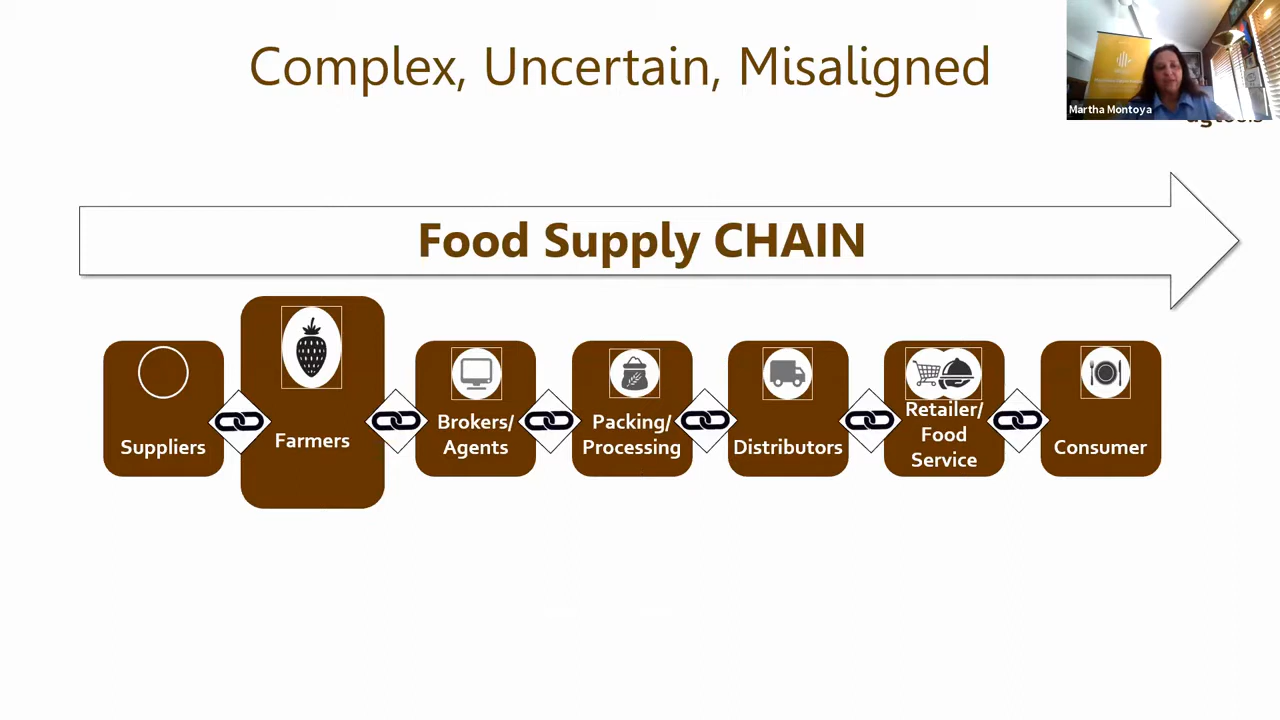 Complex, Uncertain, Misaligned
Martha Montoya
Food Supply CHAIN
Suppliers
Farmers
Brokers/
Agents
Packing/
Processing
Distributors
Retailer/
Food
Service
Consumer